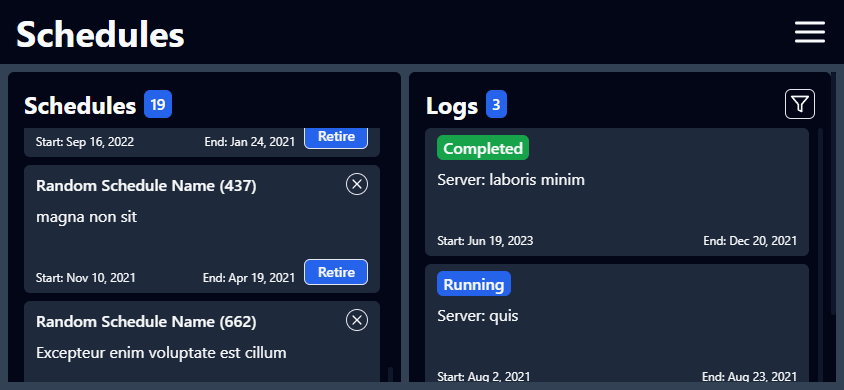 Schedules
Schedules 19
Start: Sep 16, 2022 End: Jan 24, 2021 Retire
Random Schedule Name (437)
magna non sit
Start: Nov 10, 2021 End: Apr 19, 2021 Retire
Random Schedule Name (662)
Excepteur enim voluptate est cillum
Logs 3
Completed
Server: laboris minim
Start: Jun 19, 2023 End: Dec 20, 2021
Running
Server: quis
Start: Aug 2, 2021 End: Aug 23, 2021